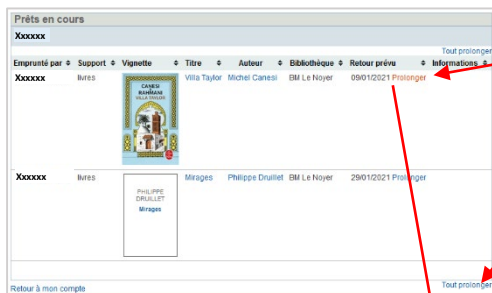 Prêts en cours
Xxxxxx
Tout prolonger
Emprunté par Support Vignette Titre Auteur Bibliothèque Retour prévu Informations
Xxxxxx livres Villa Taylor Michel Canesi BM Le Noyer 09/01/2021 Prolonger
CANESI
RAHMANI
VILLA TAYLOR
Xxxxxx livres Mirages Philippe Druillet BM Le Noyer 29/01/2021 Prolonger
PHILIPPE
DRUILLET
Mirages
Retour à mon compte Tout prolonger